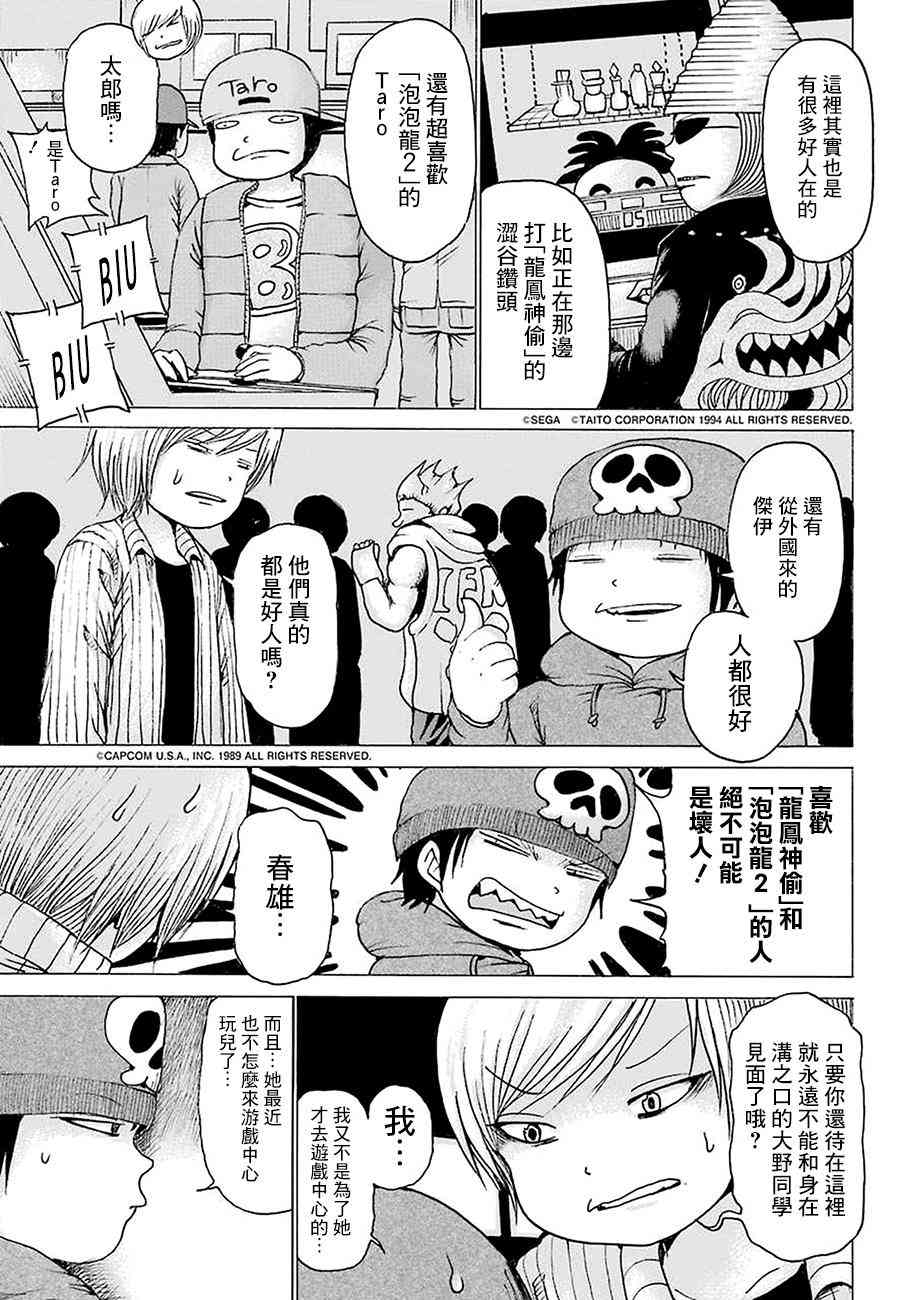 這裡其實也是
有很多好人在的
比如正在那邊
打「龍鳳神偷」的
澀谷鑽頭
05
還有超喜歡
「泡泡龍2」的
Taro
Taro
太郎嗎…
是Taro!
BIU
BIU
©SEGA ©TAITO CORPORATION 1994 ALL RIGHTS RESERVED.
還有
從外國來的
傑伊
人都很好
他們真的
都是好人嗎?
©CAPCOM U.S.A., INC. 1989 ALL RIGHTS RESERVED.
喜歡
「龍鳳神偷」和
「泡泡龍2」的人
絕不可能
是壞人!
春雄…
只要你還待在這裡
就永遠不能和身在
溝之口的大野同學
見面了哦?
我…
我又不是為了她
才去遊戲中心的…
而且…她最近
也不怎麼來游戲中心
玩兒了…